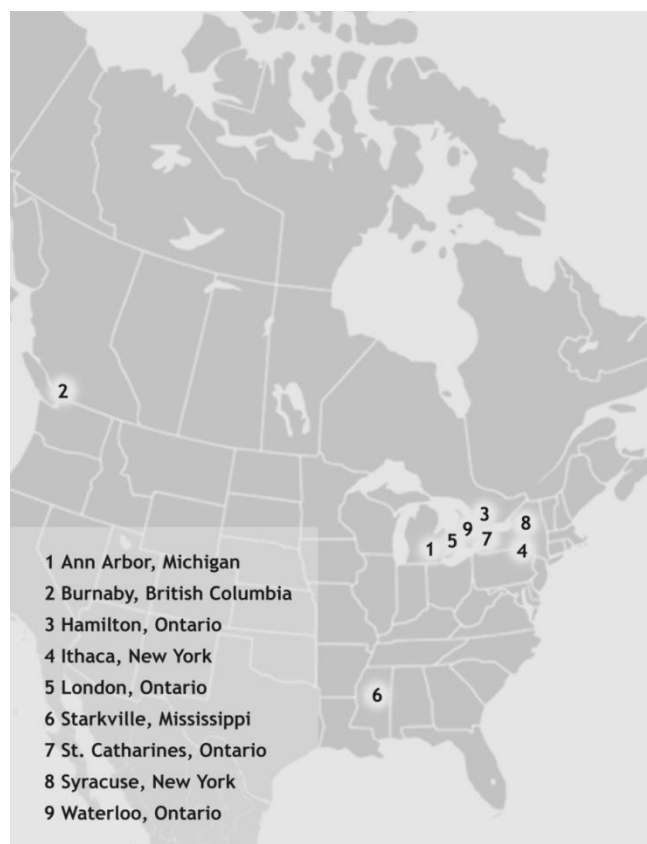 2
3
8
9
5
7
1
4
6
1 Ann Arbor, Michigan
2 Burnaby, British Columbia
3 Hamilton, Ontario
4 Ithaca, New York
5 London, Ontario
6 Starkville, Mississippi
7 St. Catharines, Ontario
8 Syracuse, New York
9 Waterloo, Ontario